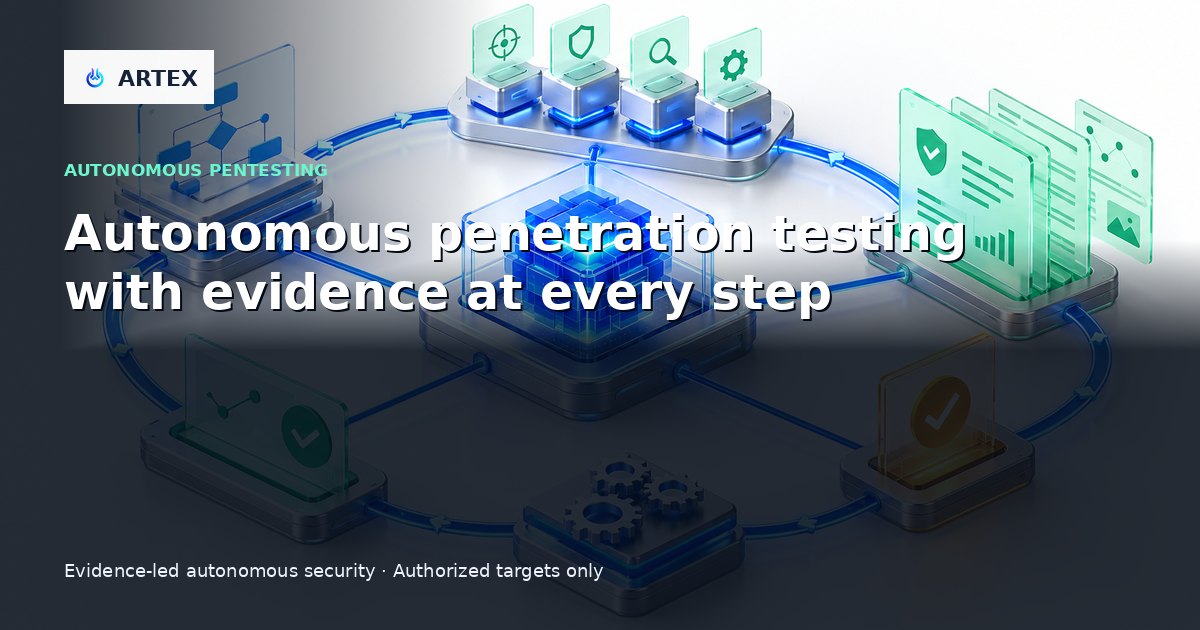 ARTEX
AUTONOMOUS PENTESTING
Autonomous penetration testing
with evidence at every step
Evidence-led autonomous security · Authorized targets only